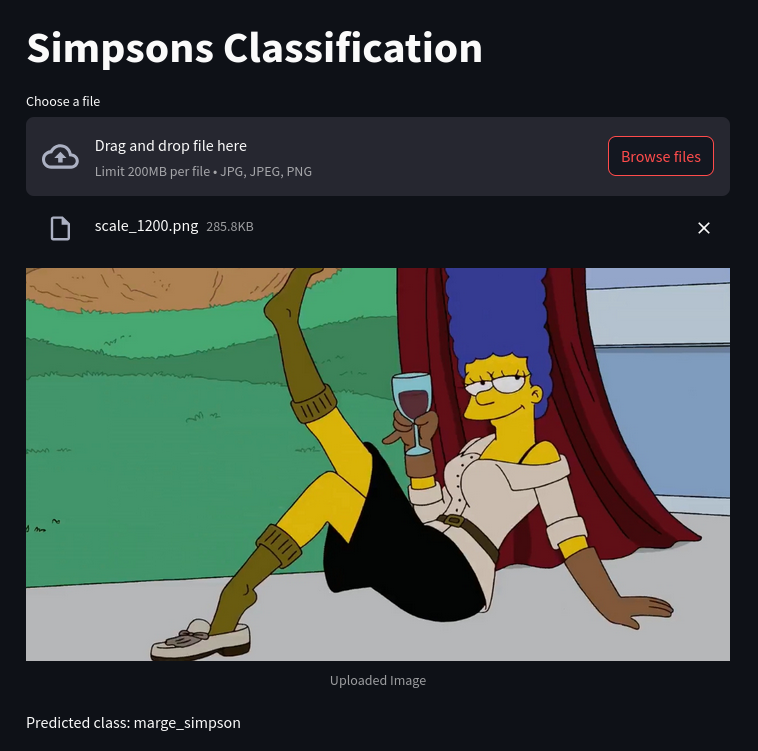 Simpsons Classification
Choose a file
Drag and drop file here
Limit 200MB per file • JPG, JPEG, PNG
Browse files
scale_1200.png 285.8KB
Uploaded Image
Predicted class: marge_simpson